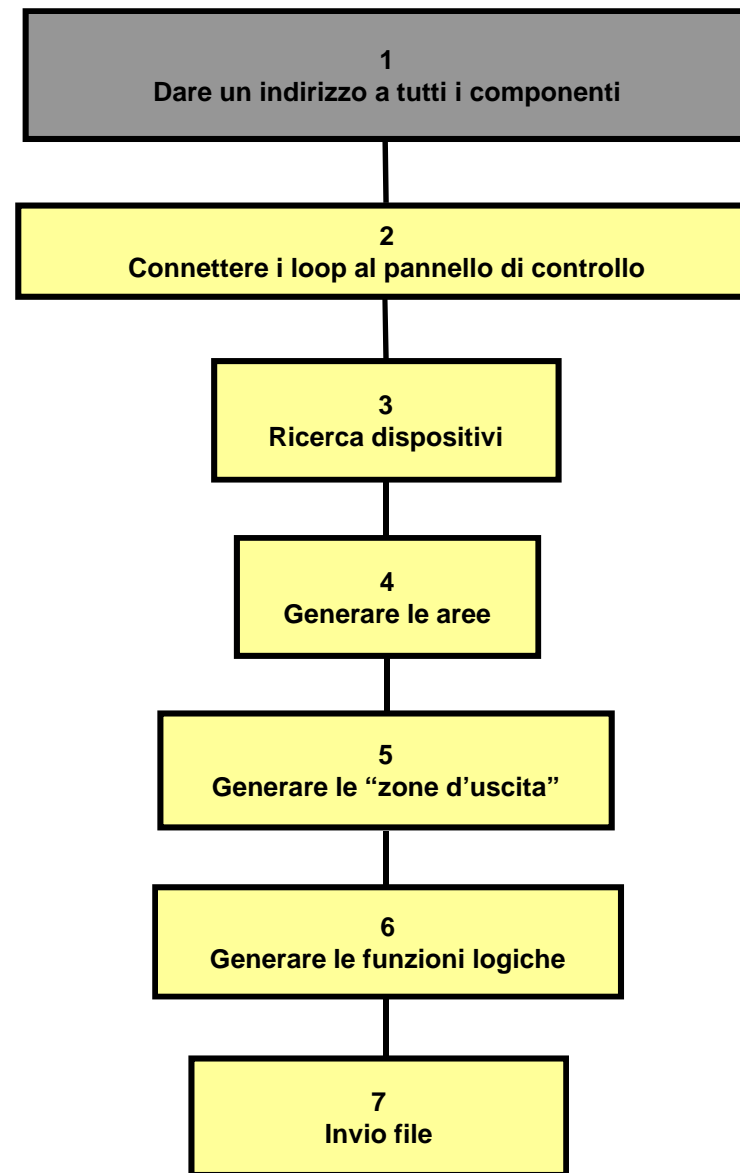 1
Dare un indirizzo a tutti i componenti
2
Connettere i loop al pannello di controllo
3
Ricerca dispositivi
4
Generare le aree
5
Generare le “zone d’uscita”
6
Generare le funzioni logiche
7
Invio file